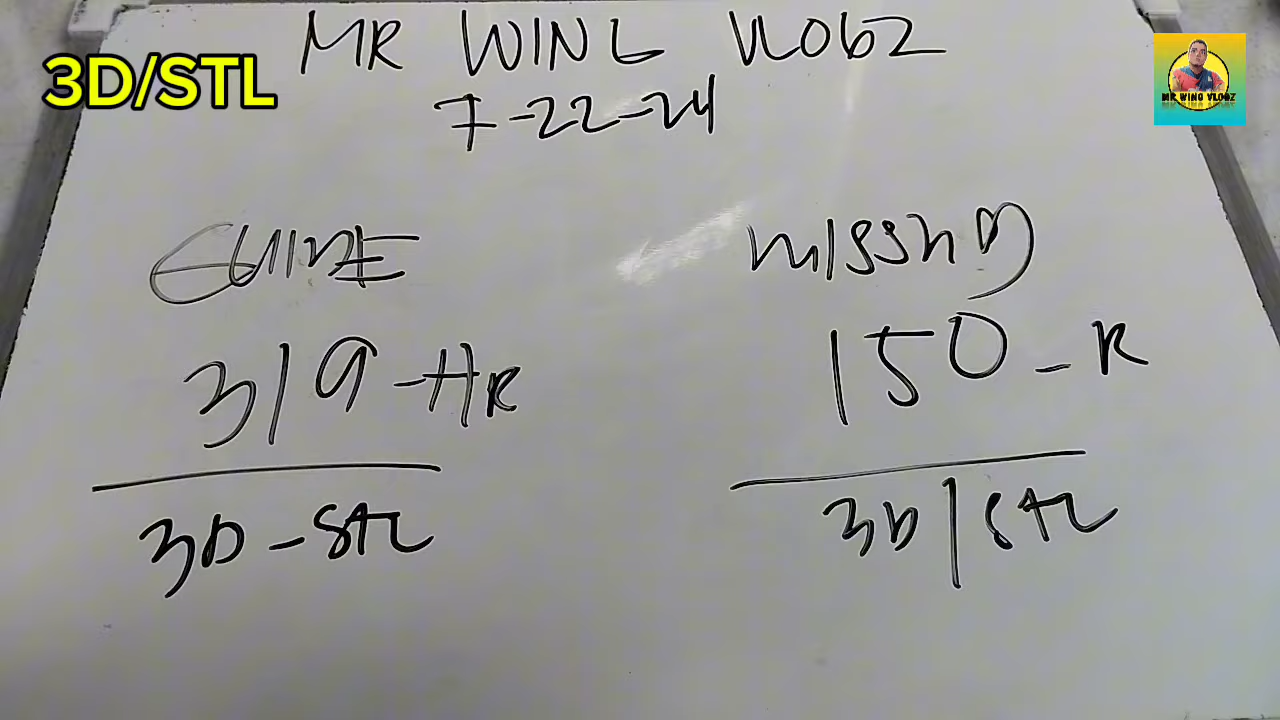 MR WING VLOGZ
3D/STL
MR WING VLOGZ
7-22-24
GUIDE
319-HR
3D-STL
MISSING
150-R
3D/STL